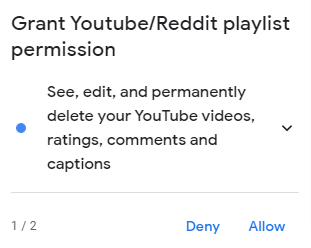 Grant Youtube/Reddit playlist
permission
See, edit, and permanently
delete your YouTube videos,
ratings, comments and
captions
1 / 2
Deny
Allow